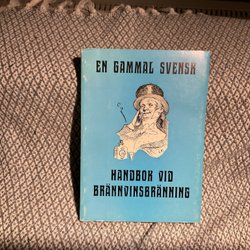 EN GAMMAL SVENSK
HANDBOK VID
BRÄNNVINSBRÄNNING